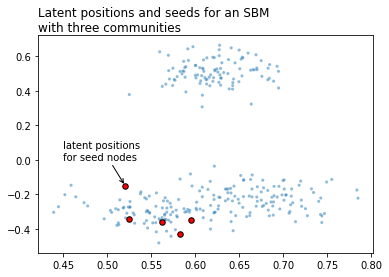 Latent positions and seeds for an SBM
with three communities
0.6
0.4
0.2
latent positions
for seed nodes
0.0
−0.2
−0.4
0.45 0.50 0.55 0.60 0.65 0.70 0.75 0.80